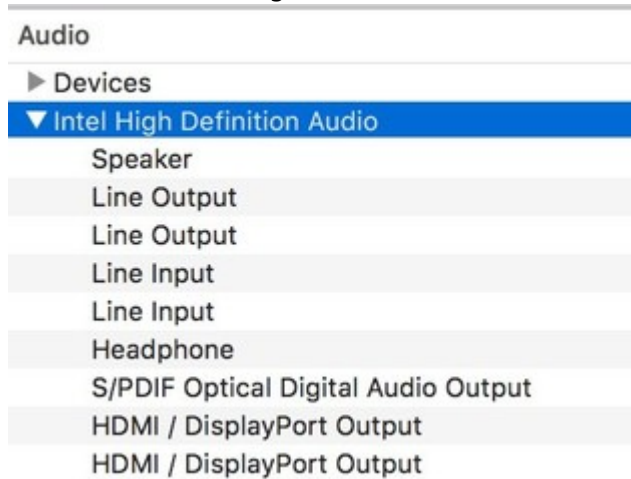 Audio
Devices
Intel High Definition Audio
Speaker
Line Output
Line Output
Line Input
Line Input
Headphone
S/PDIF Optical Digital Audio Output
HDMI / DisplayPort Output
HDMI / DisplayPort Output